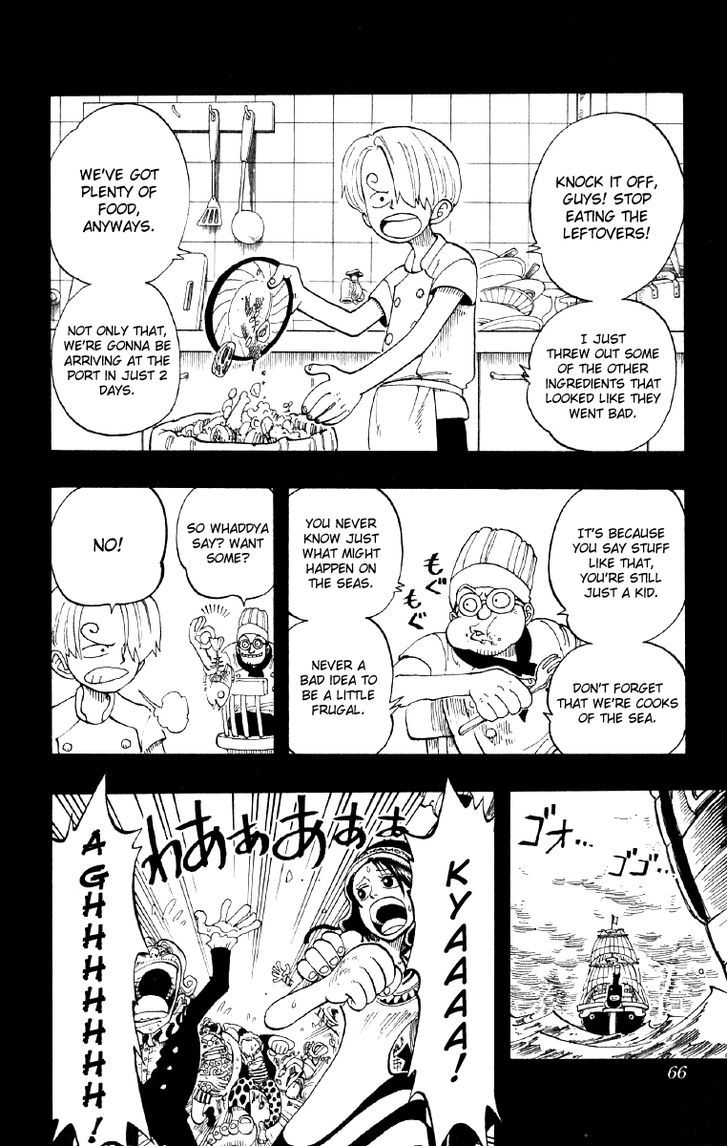 KNOCK IT OFF,
GUYS! STOP
EATING THE
LEFTOVERS!
I JUST
THREW OUT SOME
OF THE OTHER
INGREDIENTS THAT
LOOKED LIKE THEY
WENT BAD.
WE'VE GOT
PLENTY OF
FOOD,
ANYWAYS.
NOT ONLY THAT,
WE'RE GONNA BE
ARRIVING AT THE
PORT IN JUST 2
DAYS.
IT'S BECAUSE
YOU SAY STUFF
LIKE THAT,
YOU'RE STILL
JUST A KID.
DON'T FORGET
THAT WE'RE COOKS
OF THE SEA.
もぐ
もぐ
YOU NEVER
KNOW JUST
WHAT MIGHT
HAPPEN ON
THE SEAS.
NEVER A
BAD IDEA TO
BE A LITTLE
FRUGAL.
SO WHADDYA
SAY? WANT
SOME?
NO!
ゴォ...
ゴゴ...
KYAAAA!
わあぁぁあぁぁ
AGHHHHHHH!
66